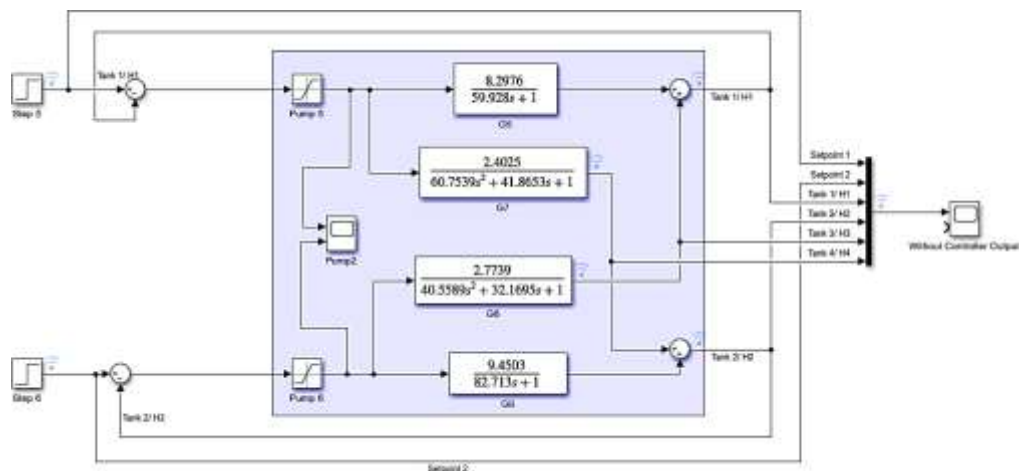 Tank 1/ H1
Step 5
Pump 5
8.2976
59.928s + 1
G5
Tank 1/ H1
2.4025
60.7539s² + 41.8653s + 1
G7
Setpoint 1
Setpoint 2
Tank 1/ H1
Tank 2/ H2
Tank 3/ H3
Tank 4/ H4
Without Controller Output
Pump2
2.7739
40.5589s² + 32.1695s + 1
G6
Tank 2/ H2
Step 6
Pump 6
9.4503
82.713s + 1
Tank 2/ H2
Setpoint 2